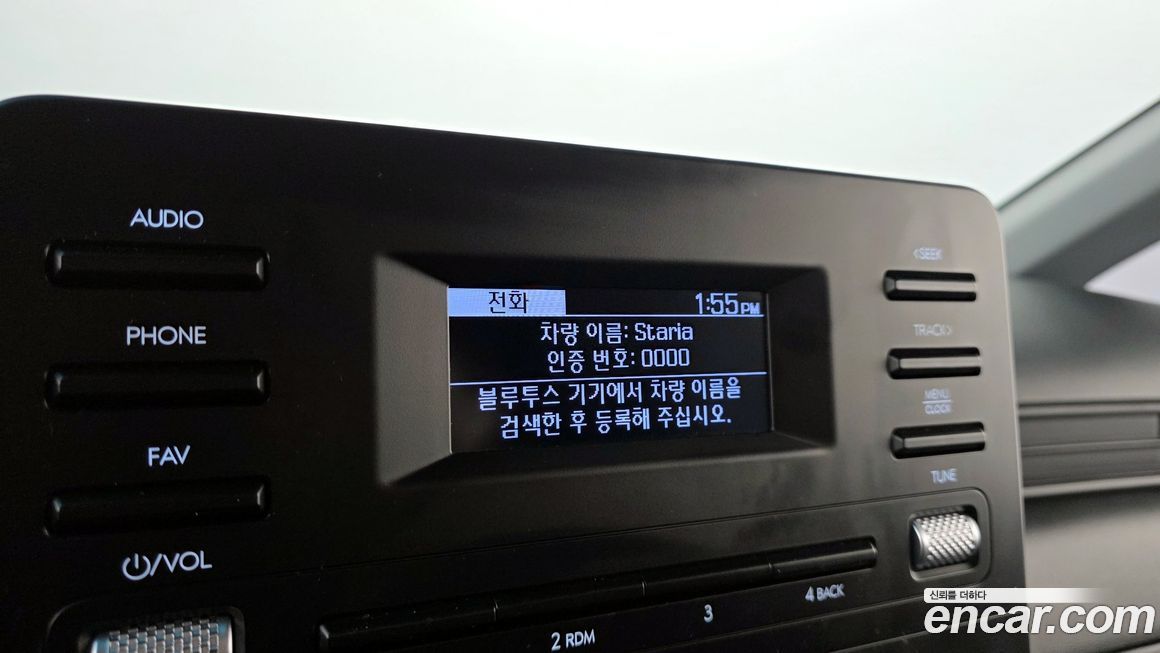 AUDIO
PHONE
FAV
/VOL
전화 1:55 PM
차량 이름: Staria
인증 번호: 0000
블루투스 기기에서 차량 이름을
검색한 후 등록해 주십시오.
<SEEK
TRACK>
MENU
CLOCK
TUNE
2 RDM
3
4 BACK
신뢰를 더하다
encar.com